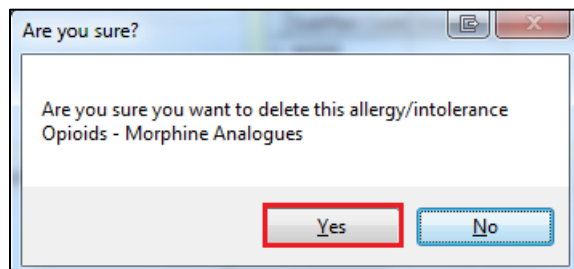 Are you sure?
Are you sure you want to delete this allergy/intolerance
Opioids - Morphine Analogues
Yes
No